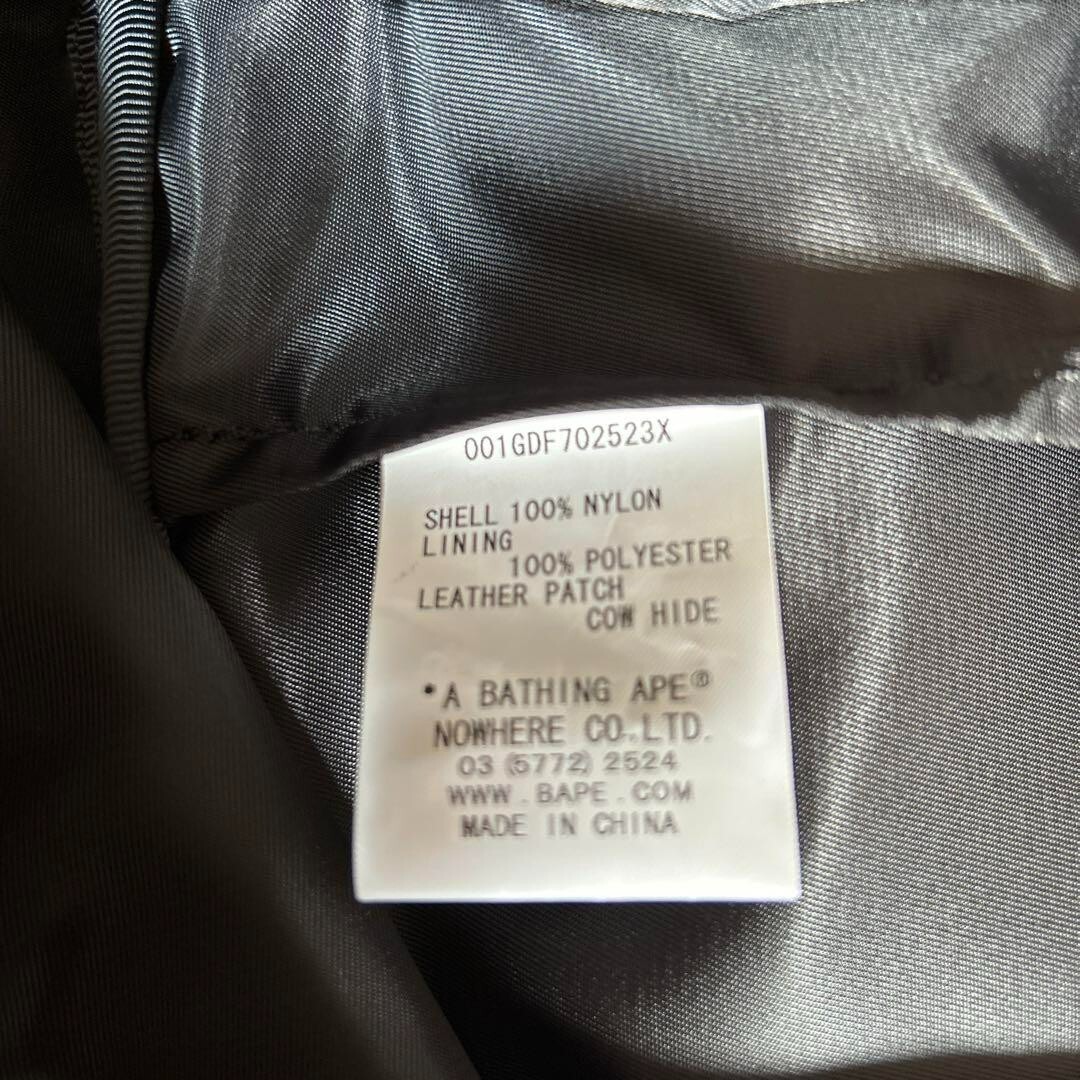 001GDF702523X
SHELL 100% NYLON
LINING
100% POLYESTER
LEATHER PATCH
COW HIDE
•A BATHING APE®
NOWHERE CO.,LTD.
03 (5772) 2524
WWW.BAPE.COM
MADE IN CHINA